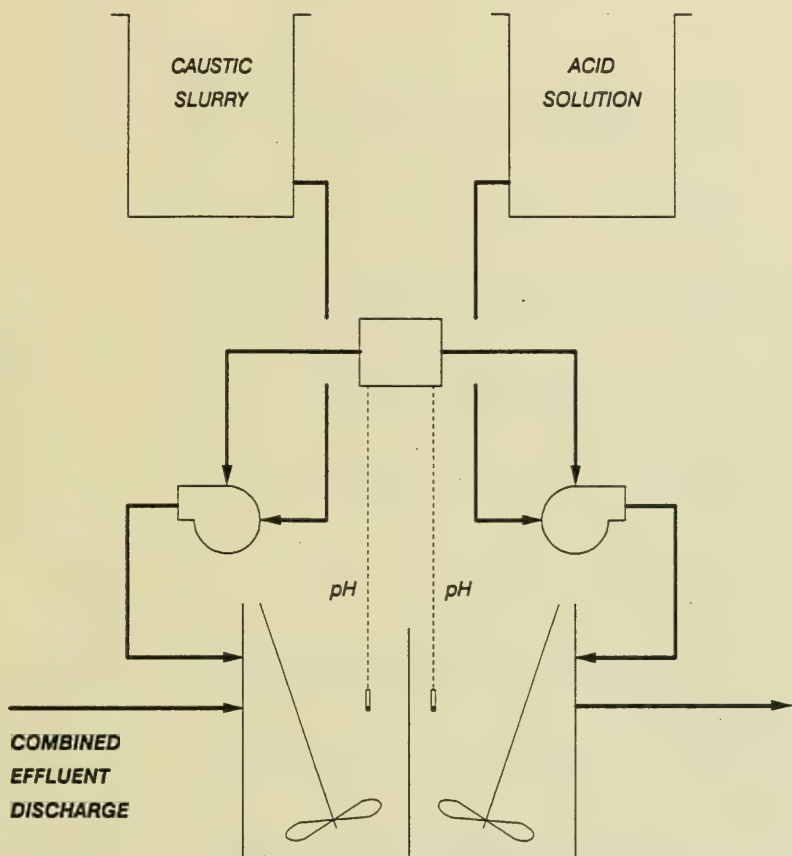 CAUSTIC
SLURRY
ACID
SOLUTION
pH
pH
COMBINED
EFFLUENT
DISCHARGE